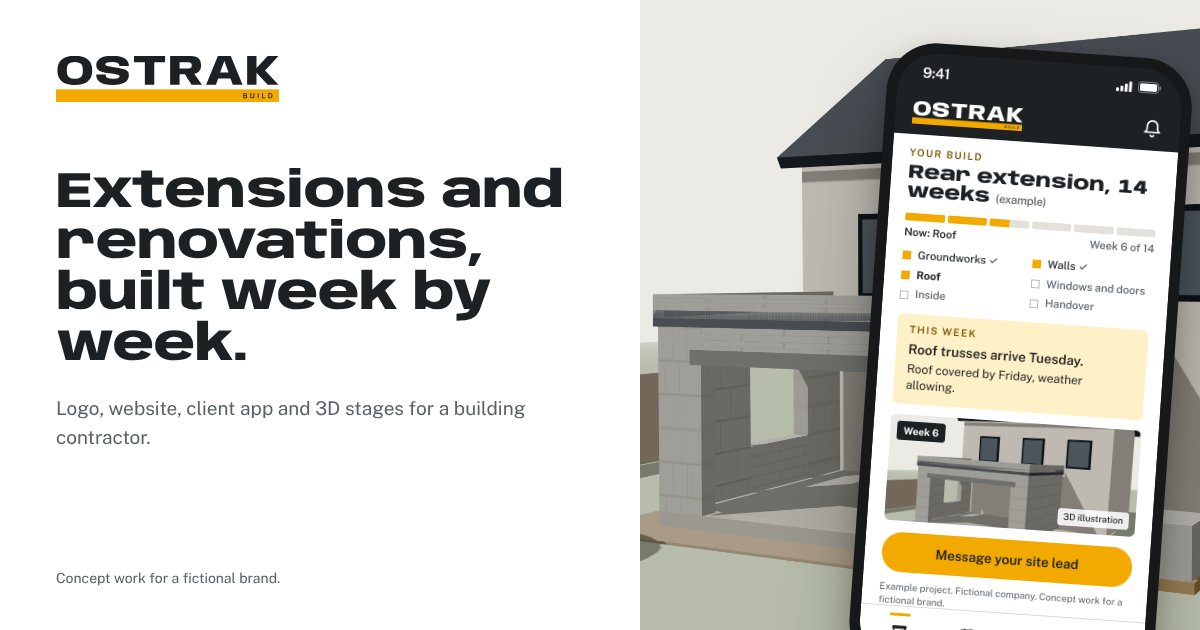 OSTRAK
BUILD
Extensions and
renovations,
built week by
week.
Logo, website, client app and 3D stages for a building
contractor.
Concept work for a fictional brand.
9:41
OSTRAK
BUILD
YOUR BUILD
Rear extension, 14
weeks (example)
Now: Roof
Week 6 of 14
Groundworks ✓
Walls ✓
Roof
Windows and doors
Inside
Handover
THIS WEEK
Roof trusses arrive Tuesday.
Roof covered by Friday, weather
allowing.
Week 6
3D illustration
Message your site lead
Example project. Fictional company. Concept work for a
fictional brand.